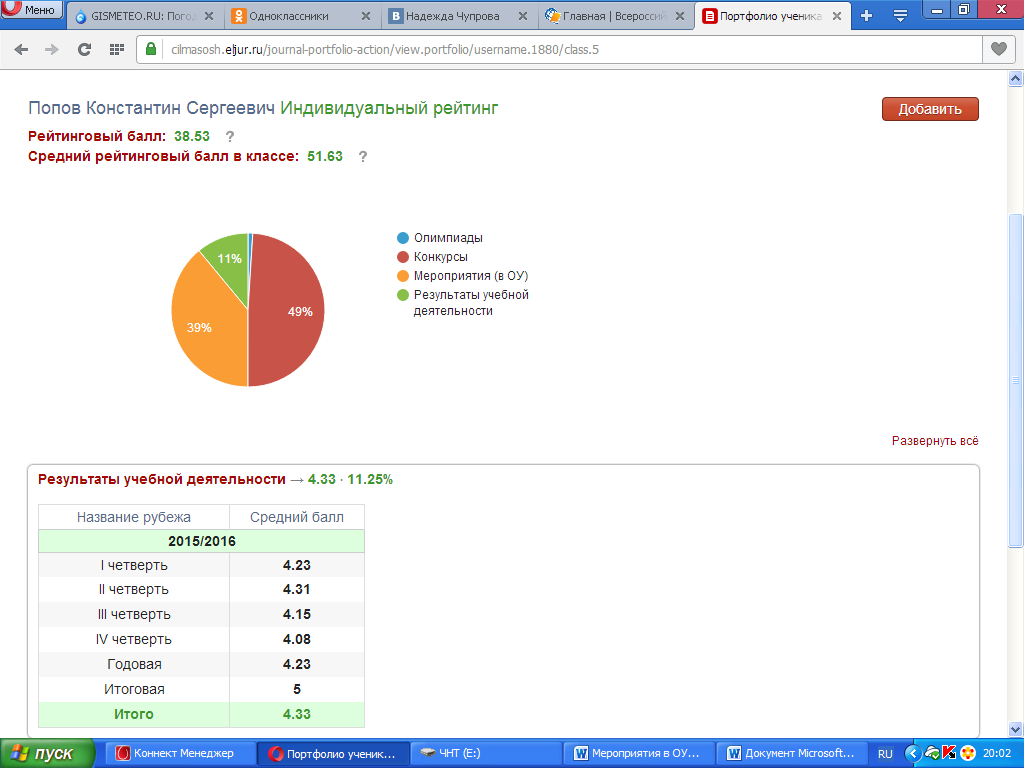 Меню
GISMETEO.RU: Погод
Одноклассники
Надежда Чупрова
Главная | Всероссий
Портфолио ученика
cilmasosh.eljur.ru/journal-portfolio-action/view.portfolio/username.1880/class.5
Попов Константин Сергеевич Индивидуальный рейтинг
Добавить
Рейтинговый балл: 38.53 ?
Средний рейтинговый балл в классе: 51.63 ?
Олимпиады
Конкурсы
Мероприятия (в ОУ)
Результаты учебной
деятельности
11%
49%
39%
Развернуть всё
Результаты учебной деятельности → 4.33 · 11.25%
Название рубежа Средний балл
2015/2016
I четверть 4.23
II четверть 4.31
III четверть 4.15
IV четверть 4.08
Годовая 4.23
Итоговая 5
Итого 4.33
пуск
Коннект Менеджер
Портфолио ученик...
ЧНТ (E:)
Мероприятия в ОУ...
Документ Microsoft...
RU
20:02